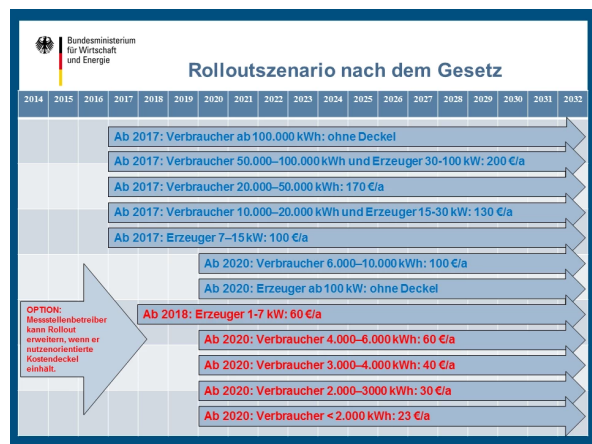 Bundesministerium
für Wirtschaft
und Energie
Rolloutszenario nach dem Gesetz
2014 2015 2016 2017 2018 2019 2020 2021 2022 2023 2024 2025 2026 2027 2028 2029 2030 2031 2032
Ab 2017: Verbraucher ab 100.000 kWh: ohne Deckel
Ab 2017: Verbraucher 50.000–100.000 kWh und Erzeuger 30-100 kW: 200 €/a
Ab 2017: Verbraucher 20.000–50.000 kWh: 170 €/a
Ab 2017: Verbraucher 10.000–20.000 kWh und Erzeuger 15-30 kW: 130 €/a
Ab 2017: Erzeuger 7–15 kW: 100 €/a
Ab 2020: Verbraucher 6.000–10.000 kWh: 100 €/a
Ab 2020: Erzeuger ab 100 kW: ohne Deckel
OPTION:
Messstellenbetreiber
kann Rollout
erweitern, wenn er
nutzenorientierte
Kostendeckel
einhält.
Ab 2018: Erzeuger 1-7 kW: 60 €/a
Ab 2020: Verbraucher 4.000–6.000 kWh: 60 €/a
Ab 2020: Verbraucher 3.000–4.000 kWh: 40 €/a
Ab 2020: Verbraucher 2.000–3000 kWh: 30 €/a
Ab 2020: Verbraucher < 2.000 kWh: 23 €/a